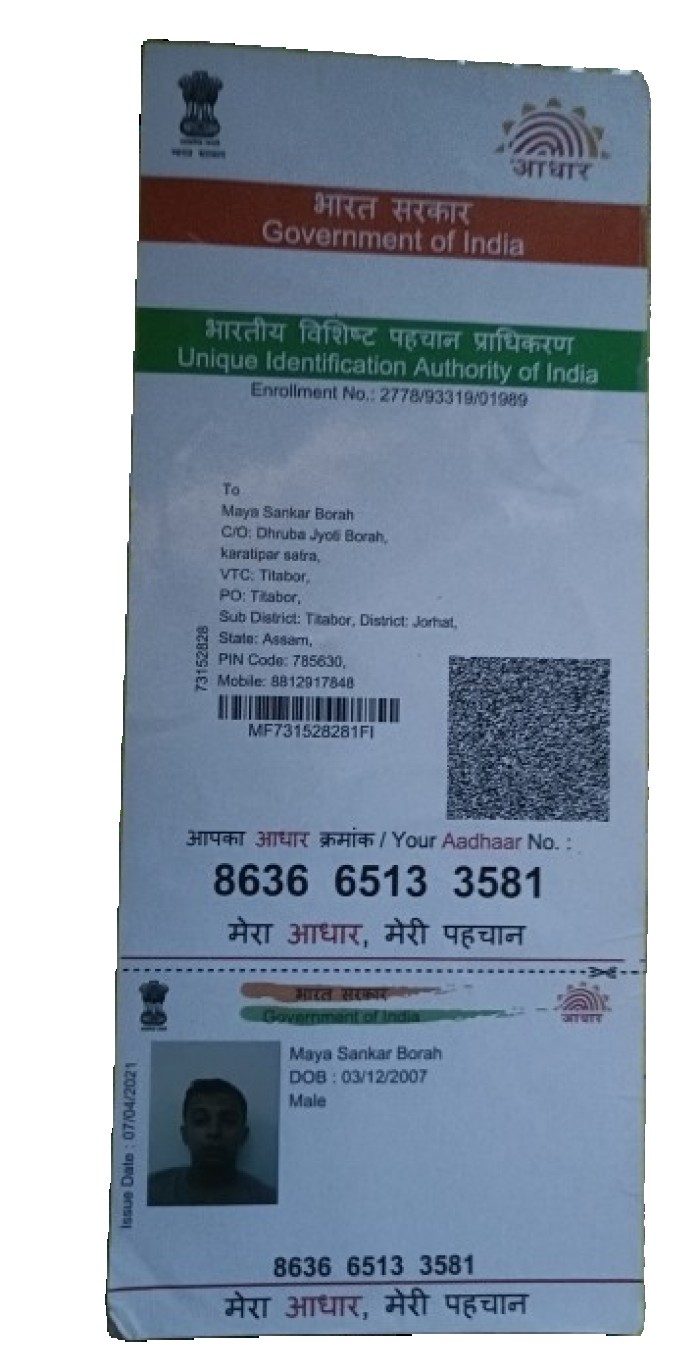 भारत सरकार
आधार
भारत सरकार
Government of India
भारतीय विशिष्ट पहचान प्राधिकरण
Unique Identification Authority of India
Enrollment No.: 2778/93319/01989
To
Maya Sankar Borah
C/O: Dhruba Jyoti Borah,
karatipar satra,
VTC: Titabor,
PO: Titabor,
Sub District: Titabor, District: Jorhat,
State: Assam,
PIN Code: 785630,
Mobile: 8812917848
73152828
MF731528281FI
आपका आधार क्रमांक / Your Aadhaar No. :
8636 6513 3581
मेरा आधार, मेरी पहचान
भारत सरकार
Government of India
आधार
Issue Date : 07/04/2021
Maya Sankar Borah
DOB : 03/12/2007
Male
8636 6513 3581
मेरा आधार, मेरी पहचान